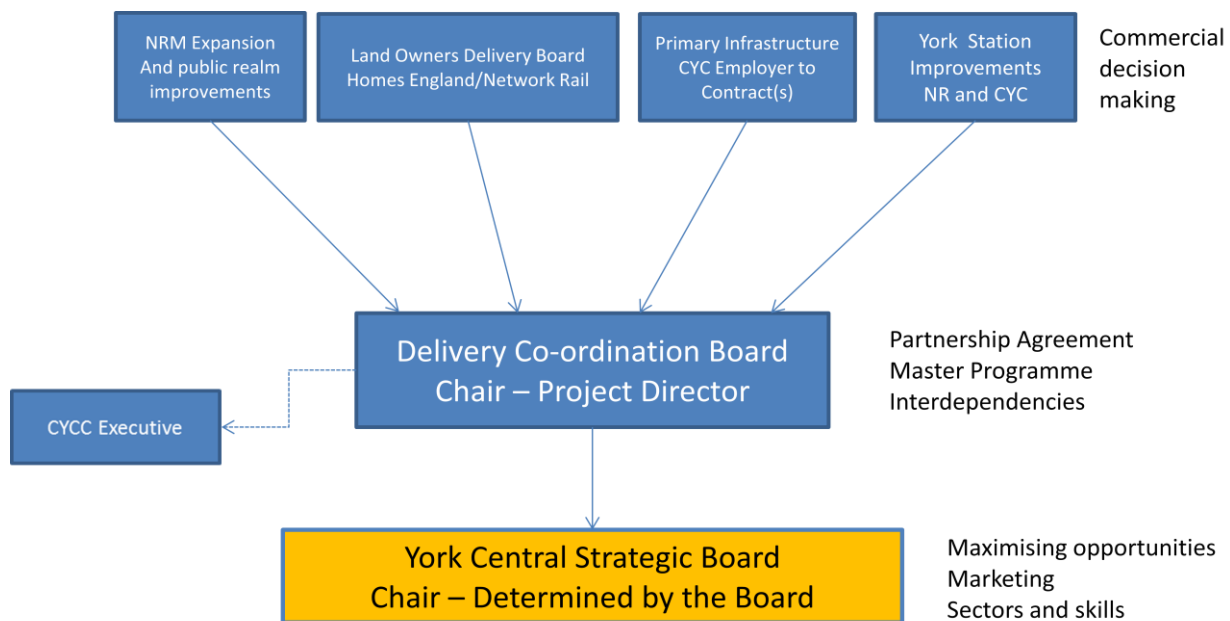 NRM Expansion
And public realm
improvements
Land Owners Delivery Board
Homes England/Network Rail
Primary Infrastructure
CYC Employer to
Contract(s)
York Station
Improvements
NR and CYC
Commercial
decision
making
Delivery Co-ordination Board
Chair – Project Director
Partnership Agreement
Master Programme
Interdependencies
CYCC Executive
York Central Strategic Board
Chair – Determined by the Board
Maximising opportunities
Marketing
Sectors and skills